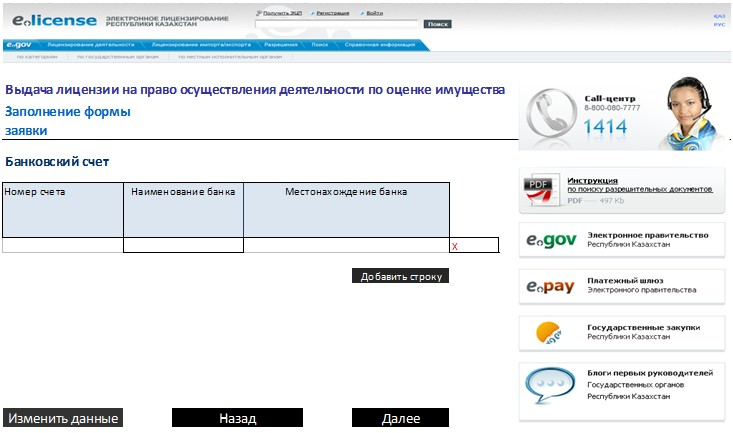 e.license ЭЛЕКТРОННОЕ ЛИЦЕНЗИРОВАНИЕ
РЕСПУБЛИКИ КАЗАХСТАН
Получить ЭЦП Регистрация Войти
Поиск
ҚАЗ
РУС
e.gov Лицензирование деятельности Лицензирование импорта/экспорта Разрешения Поиск Справочная информация
по категориям по государственным органам по местным исполнительным органам
Выдача лицензии на право осуществления деятельности по оценке имущества
Заполнение формы
заявки
Банковский счет
Номер счета Наименование банка Местонахождение банка
X
Добавить строку
Изменить данные Назад Далее
Call-центр
8-800-080-7777
1414
PDF
Инструкция
по поиску разрешительных документов
PDF 497 Kb
e.gov
Электронное правительство
Республики Казахстан
e.pay
Платежный шлюз
Электронного правительства
Государственные закупки
Республики Казахстан
Блоги первых руководителей
Государственных органов
Республики Казахстан